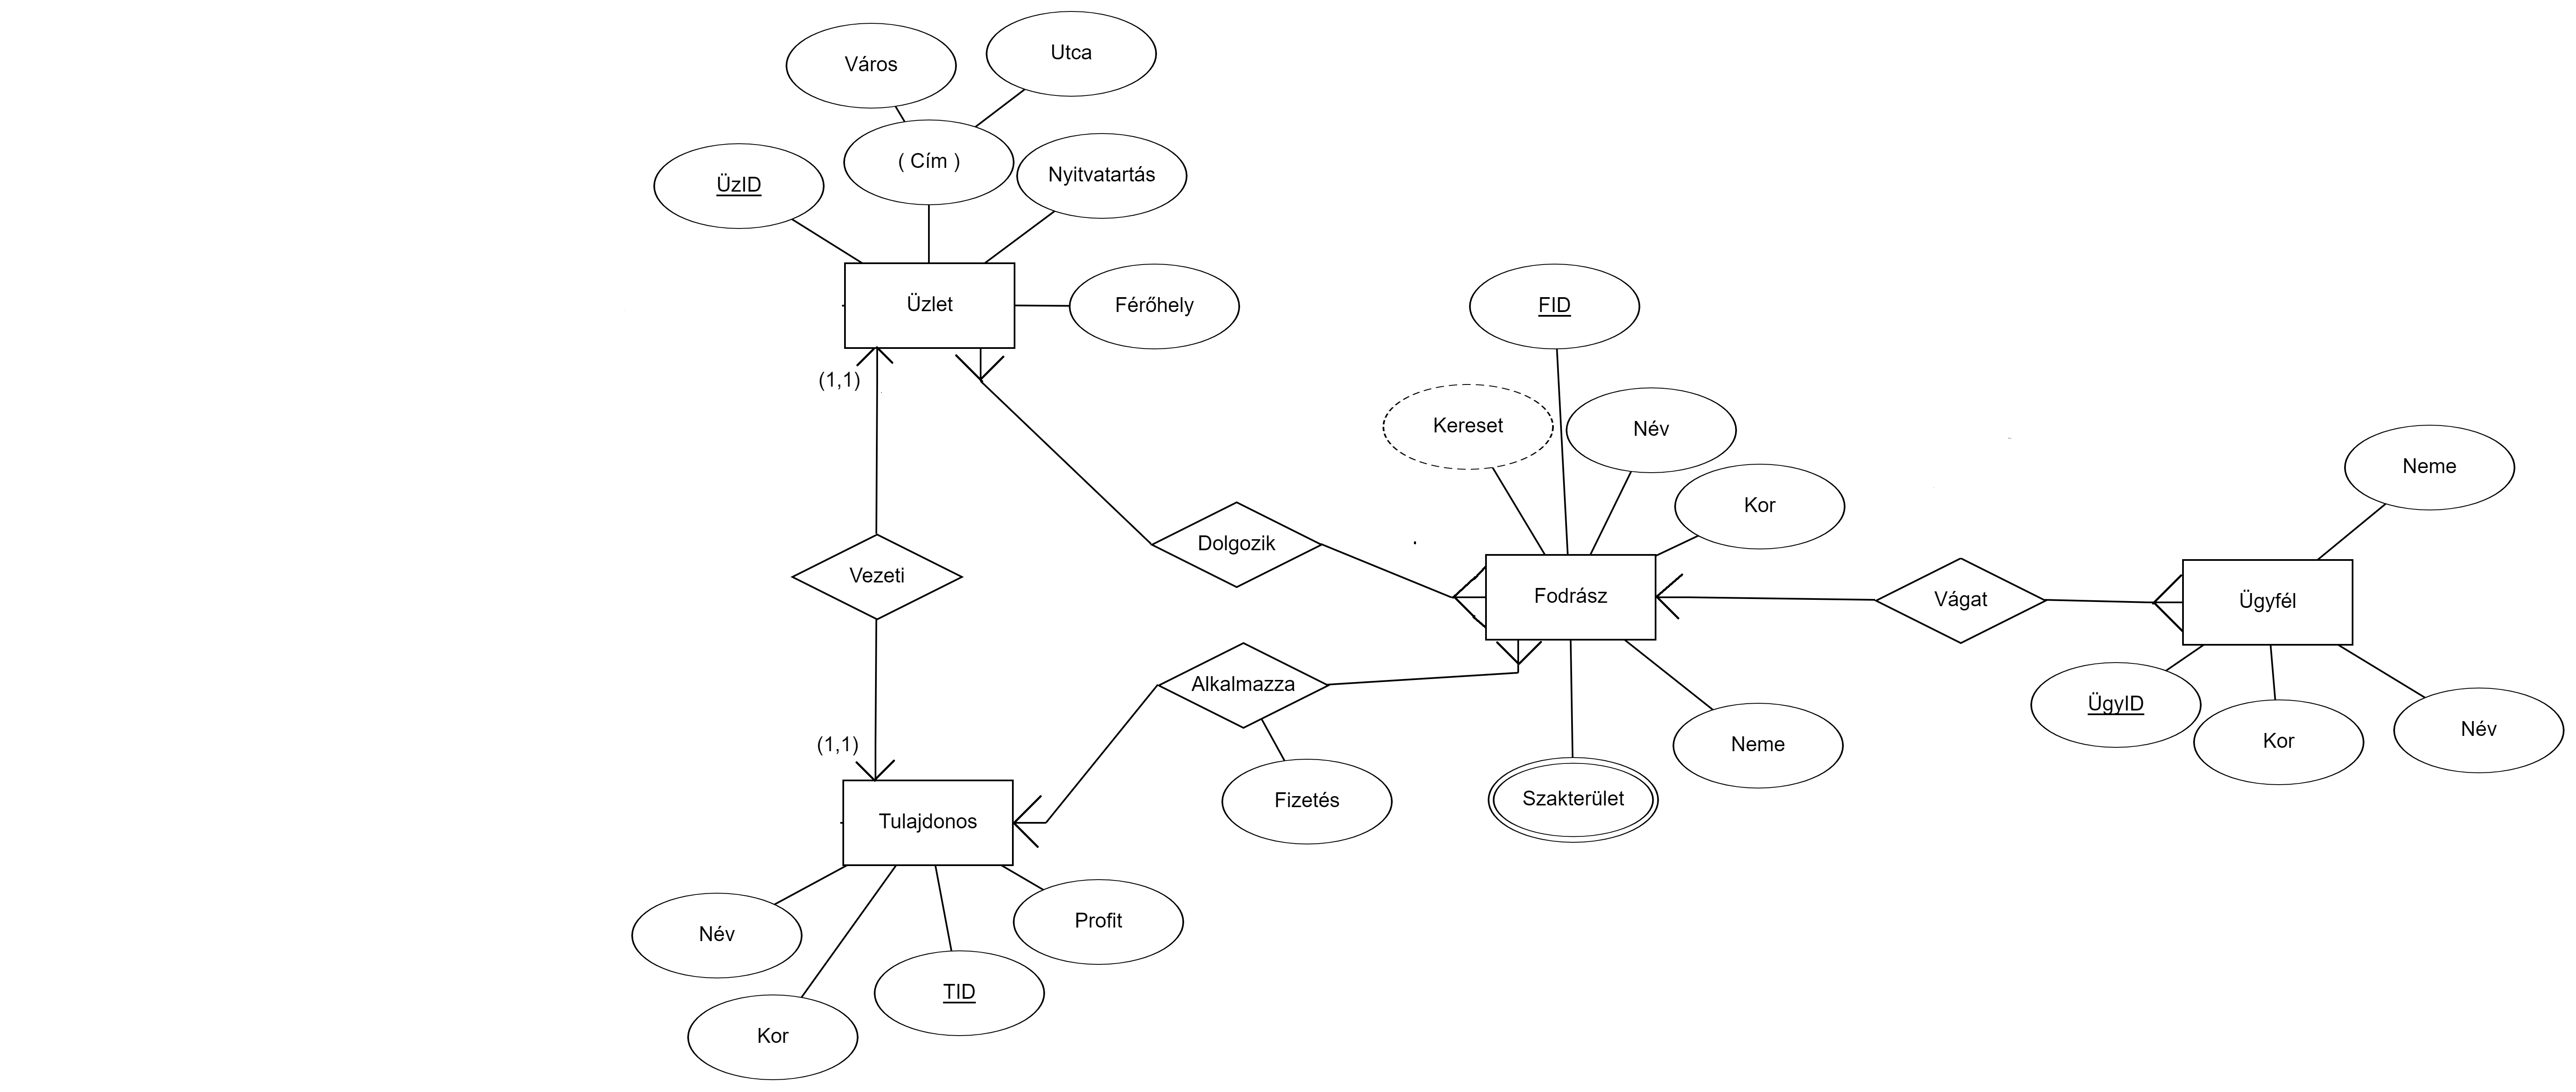 Város
Utca
( Cím )
ÜzID
Nyitvatartás
Üzlet
Férőhely
(1,1)
FID
Kereset
Név
Kor
Neme
Dolgozik
Vezeti
Fodrász
Vágat
Ügyfél
Alkalmazza
(1,1)
Fizetés
Szakterület
Neme
ÜgyID
Kor
Név
Tulajdonos
Név
Profit
TID
Kor